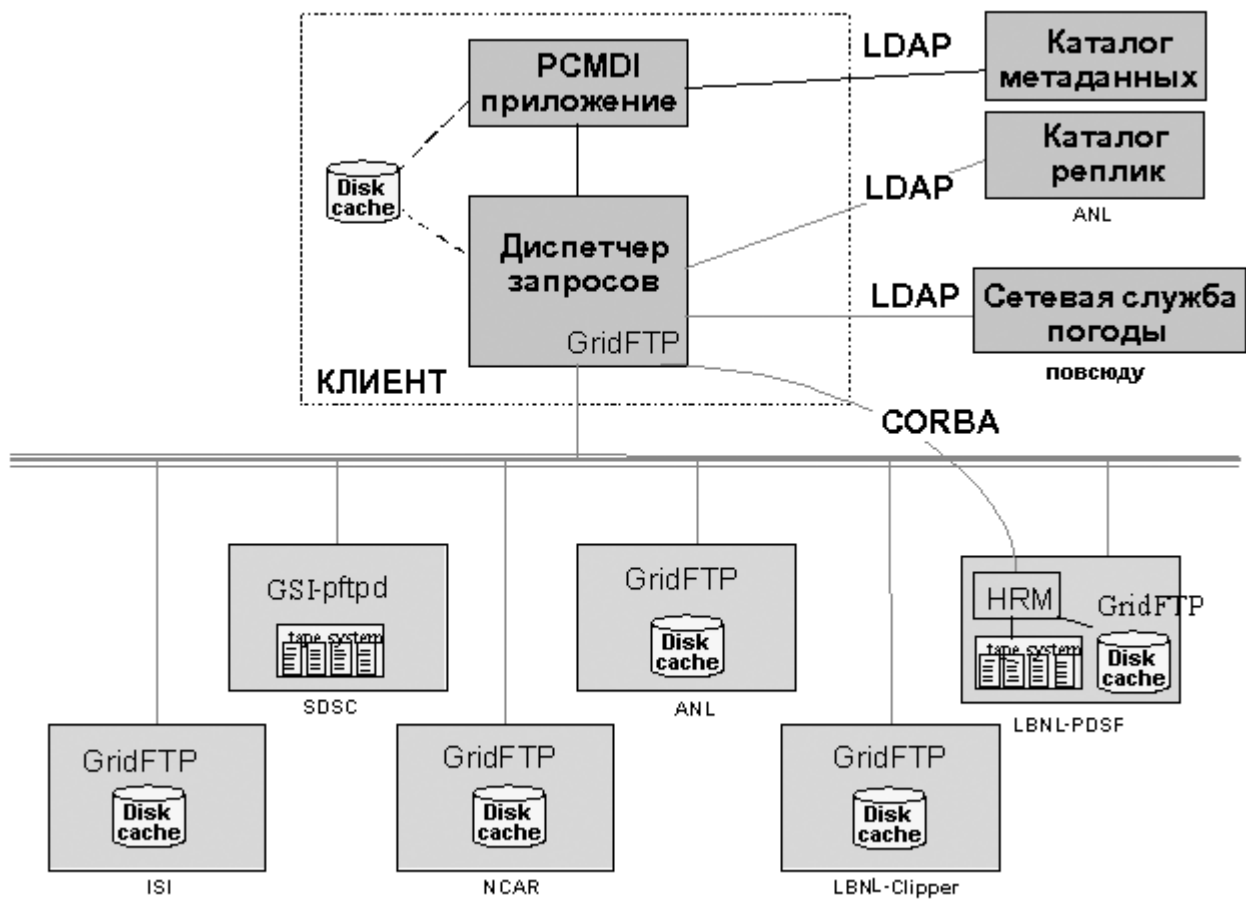 PCMDI
приложение
LDAP
Каталог
метаданных
Disk
cache
Каталог
реплик
LDAP
ANL
Диспетчер
запросов
GridFTP
LDAP
Сетевая служба
погоды
повсюду
КЛИЕНТ
CORBA
GSI-pftpd
tape system
SDSC
GridFTP
Disk
cache
ANL
HRM
GridFTP
tape system
Disk
cache
LBNL-PDSF
GridFTP
Disk
cache
ISI
GridFTP
Disk
cache
NCAR
GridFTP
Disk
cache
LBNL-Clipper